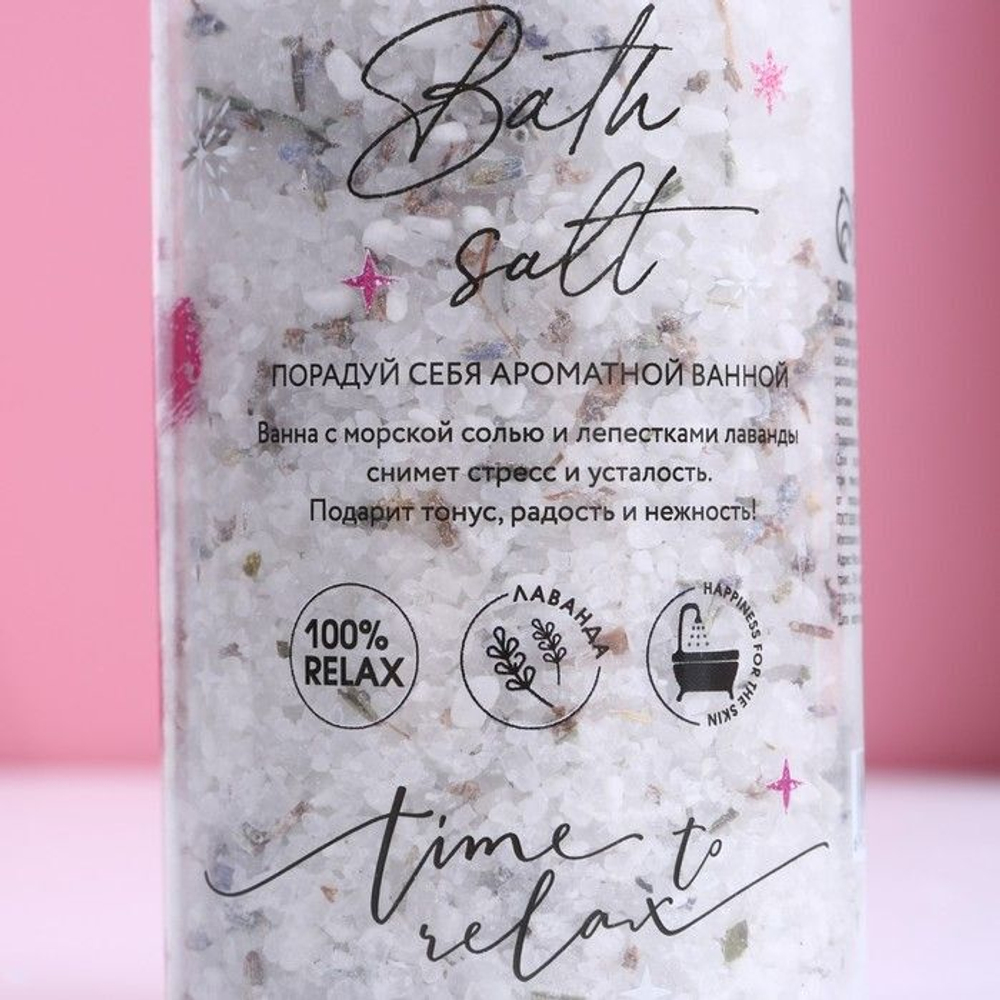 Bath
salt
ПОРАДУЙ СЕБЯ АРОМАТНОЙ ВАННОЙ
Ванна с морской солью и лепестками лаванды
снимет стресс и усталость.
Подарит тонус, радость и нежность!
100%
RELAX
ЛАВАНДА
HAPPINESS FOR THE SKIN
time to
relax